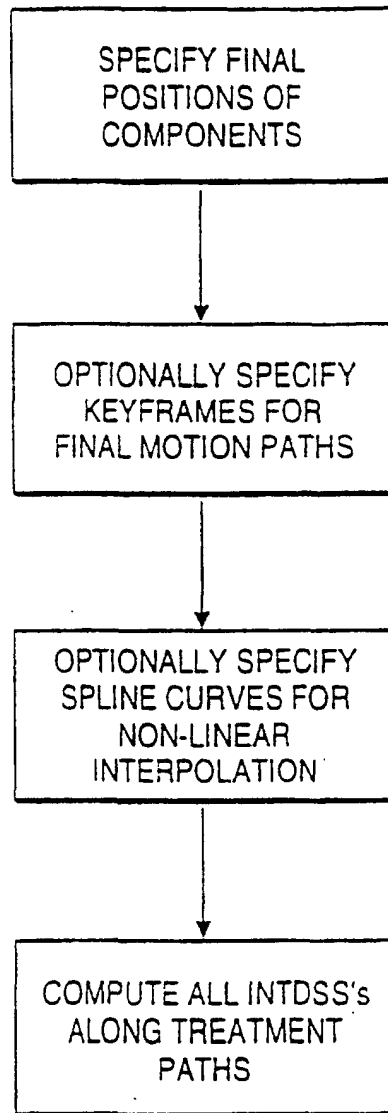 SPECIFY FINAL
POSITIONS OF
COMPONENTS
OPTIONALLY SPECIFY
KEYFRAMES FOR
FINAL MOTION PATHS
OPTIONALLY SPECIFY
SPLINE CURVES FOR
NON-LINEAR
INTERPOLATION
COMPUTE ALL INTDSS's
ALONG TREATMENT
PATHS